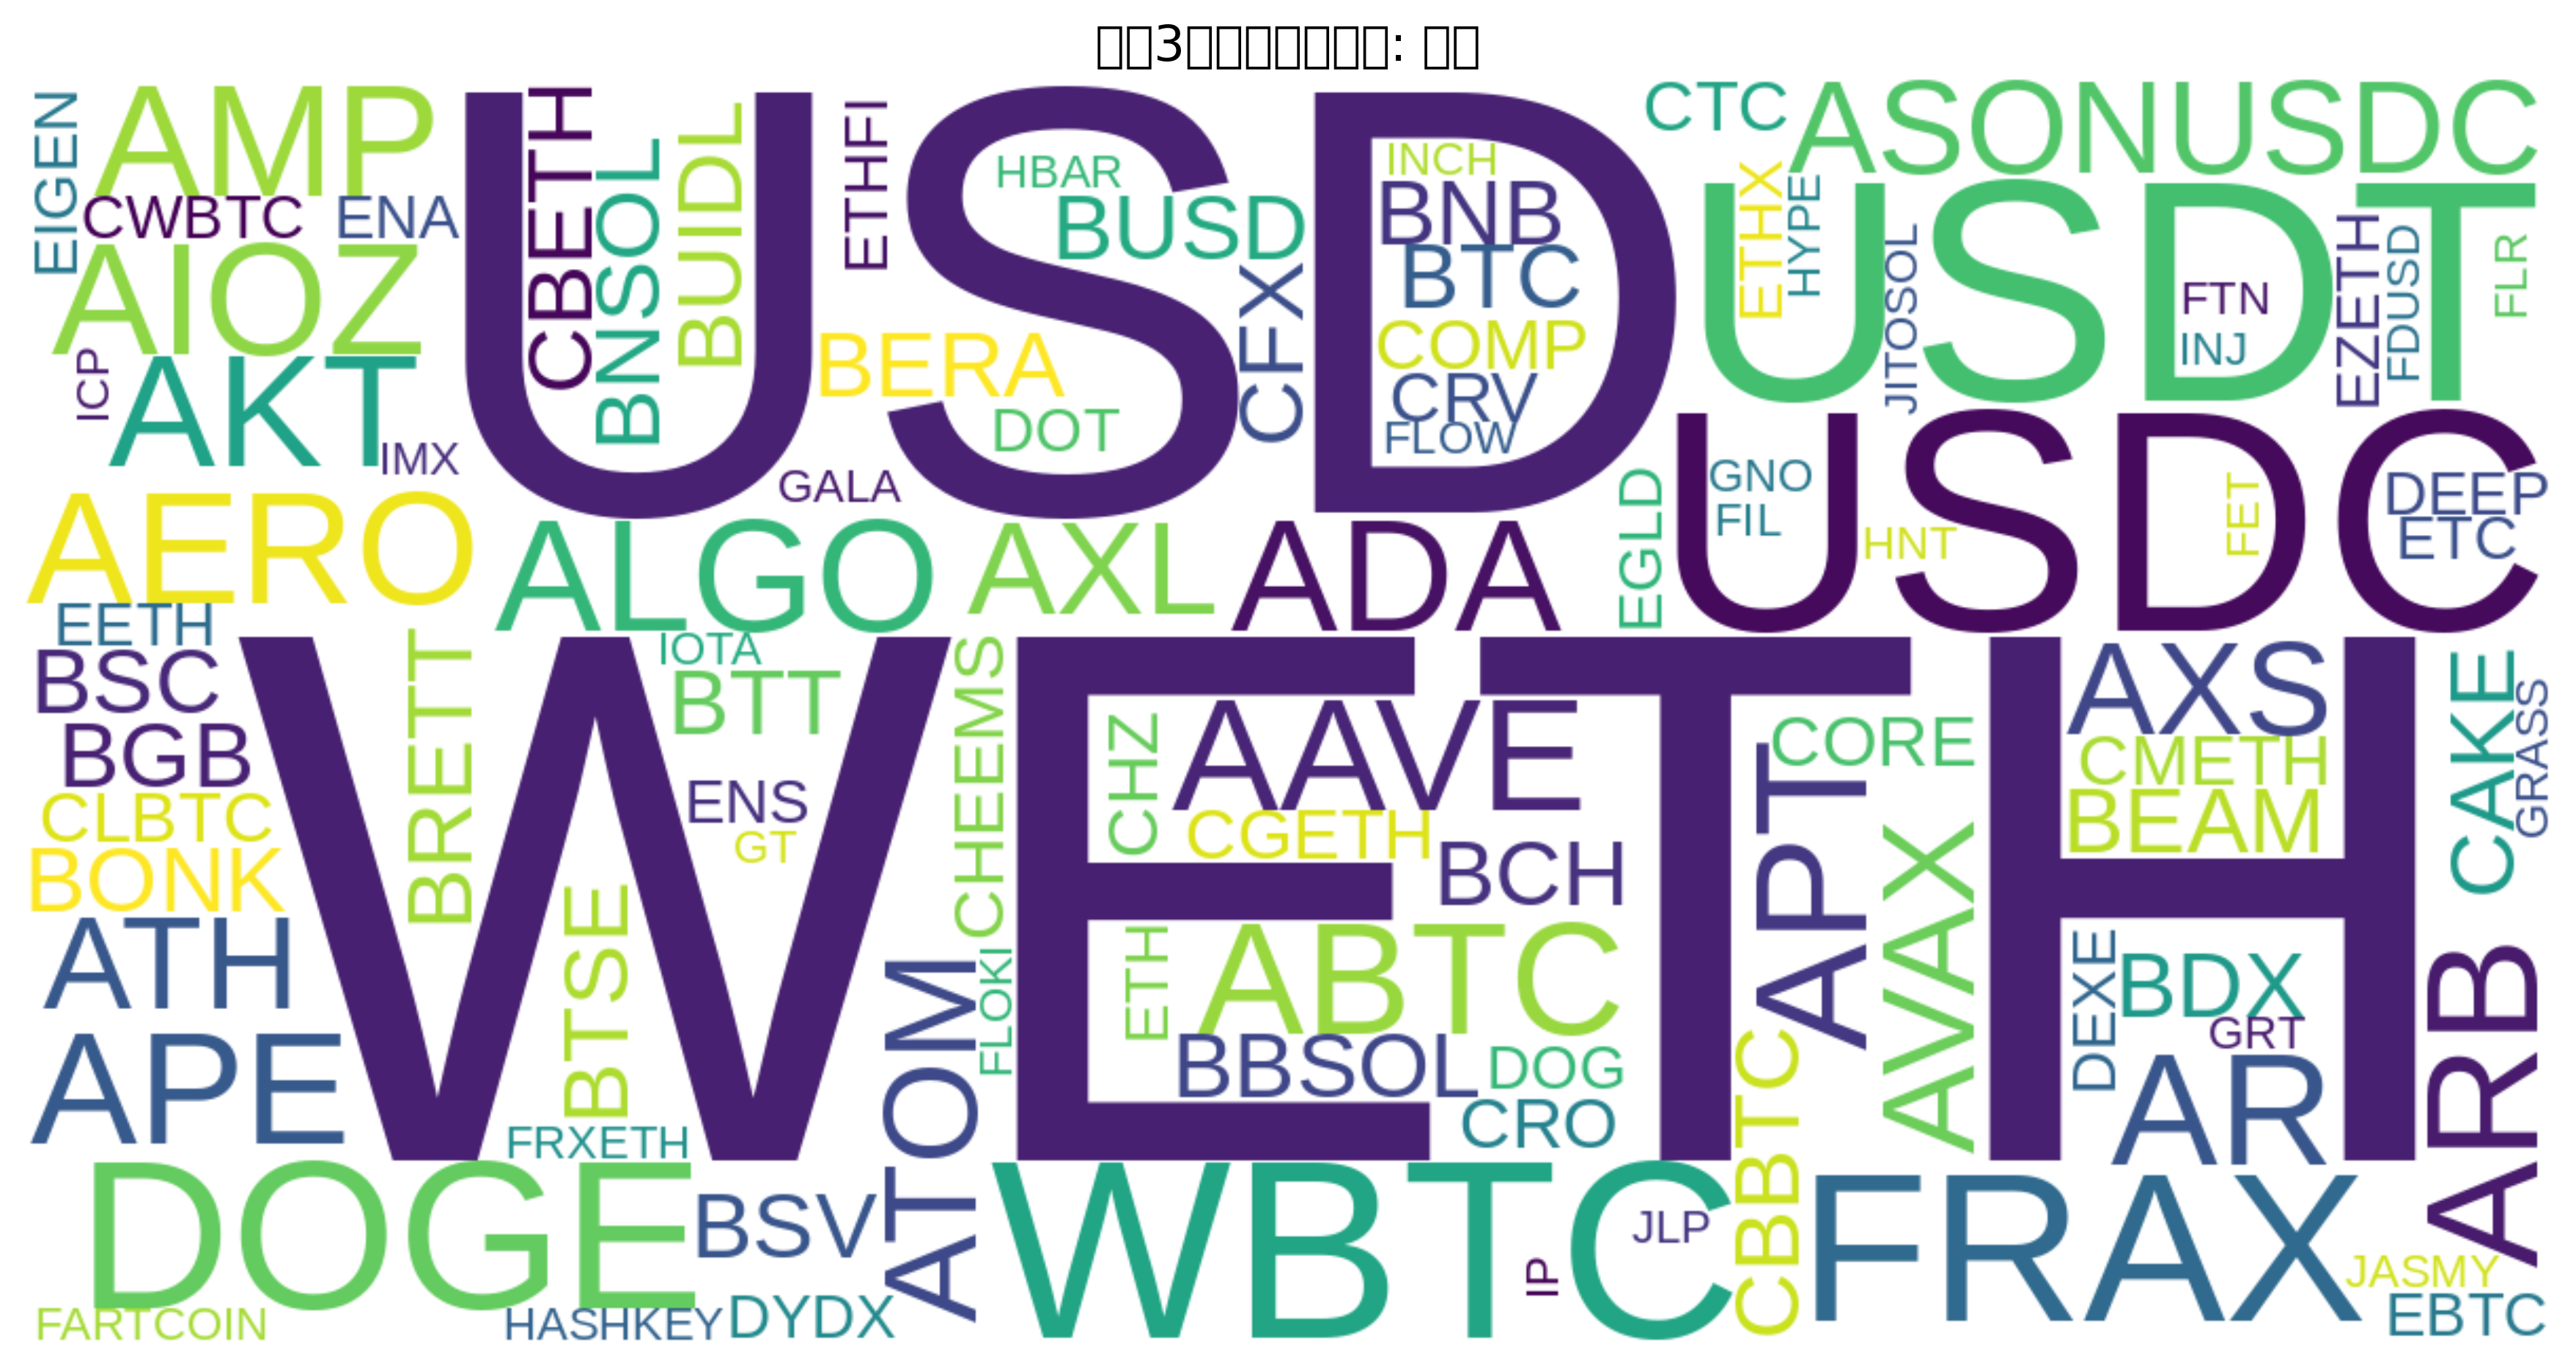 □□3□□□□□□□: □□
EIGEN
AMP
CWBTC
ENA
AIOZ
ICP
AKT
IMX
USD
CBETH
BNSOL
BUIDL
ETHFI
HBAR
BUSD
BERA
DOT
GALA
CFX
INCH
BNB
BTC
COMP
CRV
FLOW
CTC
ASONUSDC
USDT
ETHX
HYPE
JITOSOL
FTN
INJ
EZETH
FDUSD
FLR
AERO
ALGO
AXL
ADA
EGLD
USDC
GNO
FIL
HNT
FET
DEEP
ETC
EETH
BSC
BGB
CLBTC
BONK
ATH
APE
WETH
BRETT
IOTA
BTT
ENS
GT
BTSE
FRXETH
CHEEMS
FLOKI
ATOM
CHZ
AAVE
CGETH
BCH
ETH
ABTC
BBSOL
DOG
CRO
CORE
APT
AVAX
CBBTC
AXS
CMETH
BEAM
DEXE
BDX
GRT
AR
CAKE
GRASS
ARB
DOGE
BSV
FARTCOIN
HASHKEY
DYDX
WBTC
IP
JLP
FRAX
JASMY
EBTC